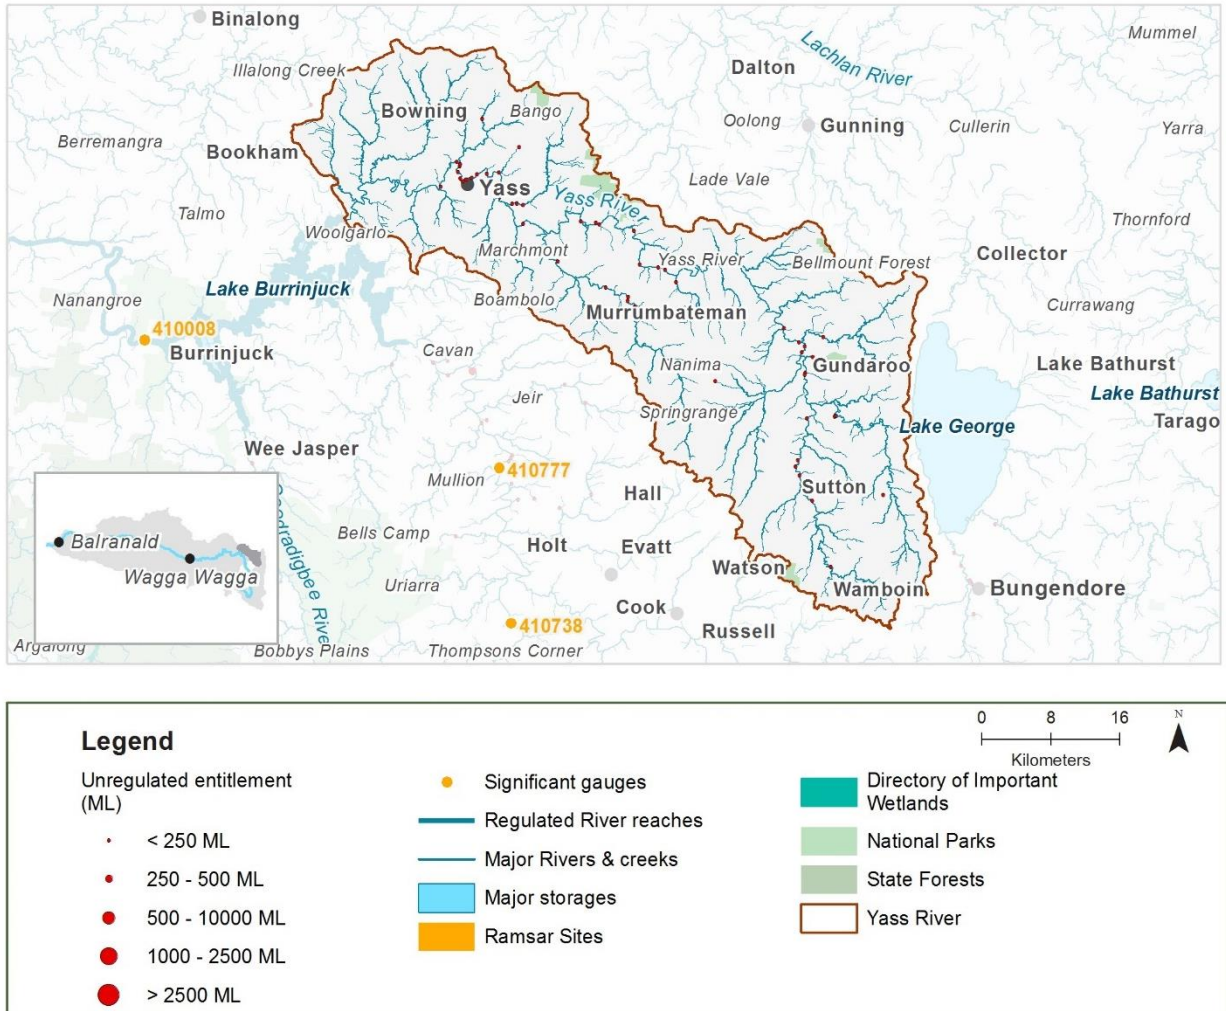 Binalong
Mummel
Lachlan River
Dalton
Illalong Creek
Bowning
Bango
Oolong
Gunning
Cullerin
Yarra
Berremangra
Bookham
Yass
Lade Vale
Yass River
Talmo
Thornford
Woolgarlo
Marchmont
Yass River
Bellmount Forest
Collector
Lake Burrinjuck
Nanangroe
Boambolo
Currawang
410008
Murrumbateman
Burrinjuck
Cavan
Nanima
Gundaroo
Lake Bathurst
Jeir
Lake Bathurst
Springrange
Lake George
Tarago
Wee Jasper
410777
Mullion
Hall
Sutton
Goodradigbee River
Bells Camp
Balranald
Holt
Evatt
Wagga Wagga
Watson
Uriarra
Wamboin
Bungendore
Cook
410738
Russell
Argalong
Bobbys Plains
Thompsons Corner
0 8 16
Kilometers
N
Legend
Unregulated entitlement
(ML)
< 250 ML
250 - 500 ML
500 - 10000 ML
1000 - 2500 ML
> 2500 ML
Significant gauges
Regulated River reaches
Major Rivers & creeks
Major storages
Ramsar Sites
Directory of Important
Wetlands
National Parks
State Forests
Yass River